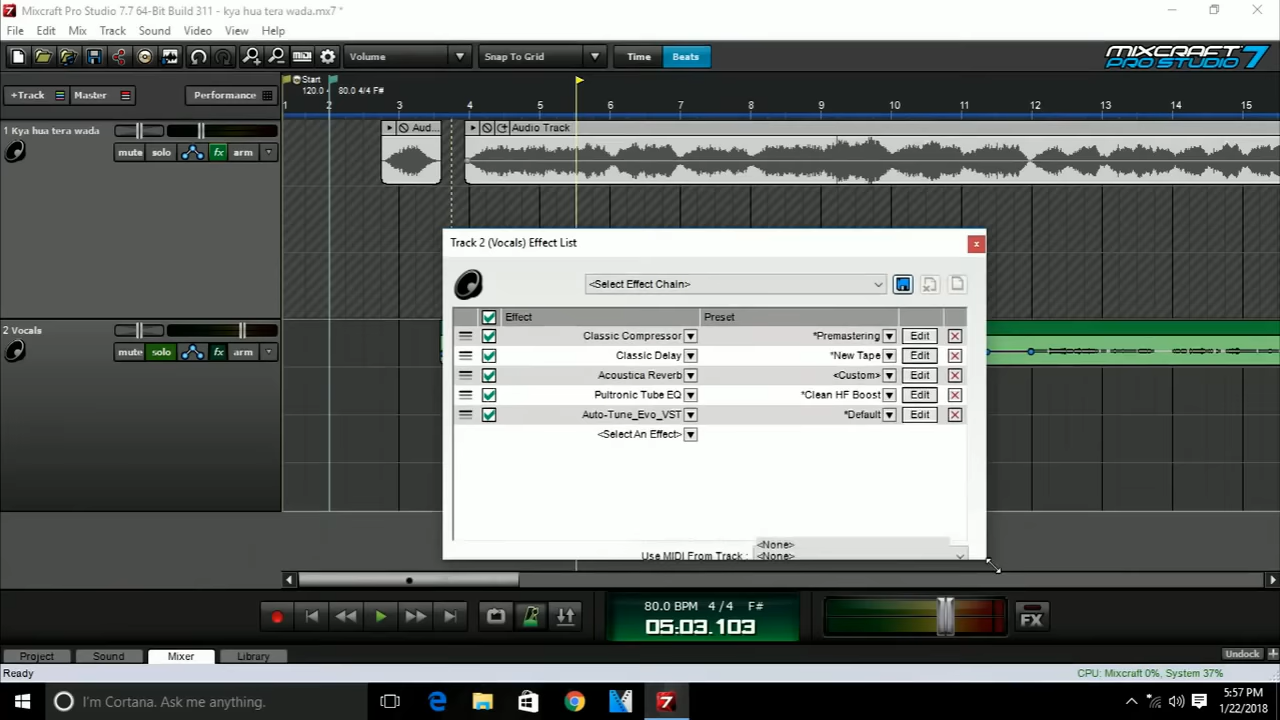 Mixcraft Pro Studio 7.7 64-Bit Build 311 - kya hua tera wada.mx7 *
File Edit Mix Track Sound Video View Help
Volume Snap To Grid Time Beats MIXCRAFT PRO STUDIO 7
Start
120.0 80.0 4/4 F#
+Track Master Performance
1 2 3 4 5 6 7 8 9 10 11 12 13 14 15
1 Kya hua tera wada
Aud... Audio Track
mute solo fx arm
Track 2 (Vocals) Effect List x
<Select Effect Chain>
Effect Preset
2 Vocals
mute solo fx arm
Classic Compressor *Premastering Edit
Classic Delay *New Tape Edit
Acoustica Reverb <Custom> Edit
Pultronic Tube EQ *Clean HF Boost Edit
Auto-Tune_Evo_VST *Default Edit
<Select An Effect>
<None>
Use MIDI From Track : <None>
80.0 BPM 4/4 F#
05:03.103
FX
Project Sound Mixer Library Undock
Ready CPU: Mixcraft 0%, System 37%
I'm Cortana. Ask me anything.
7
5:57 PM
1/22/2018